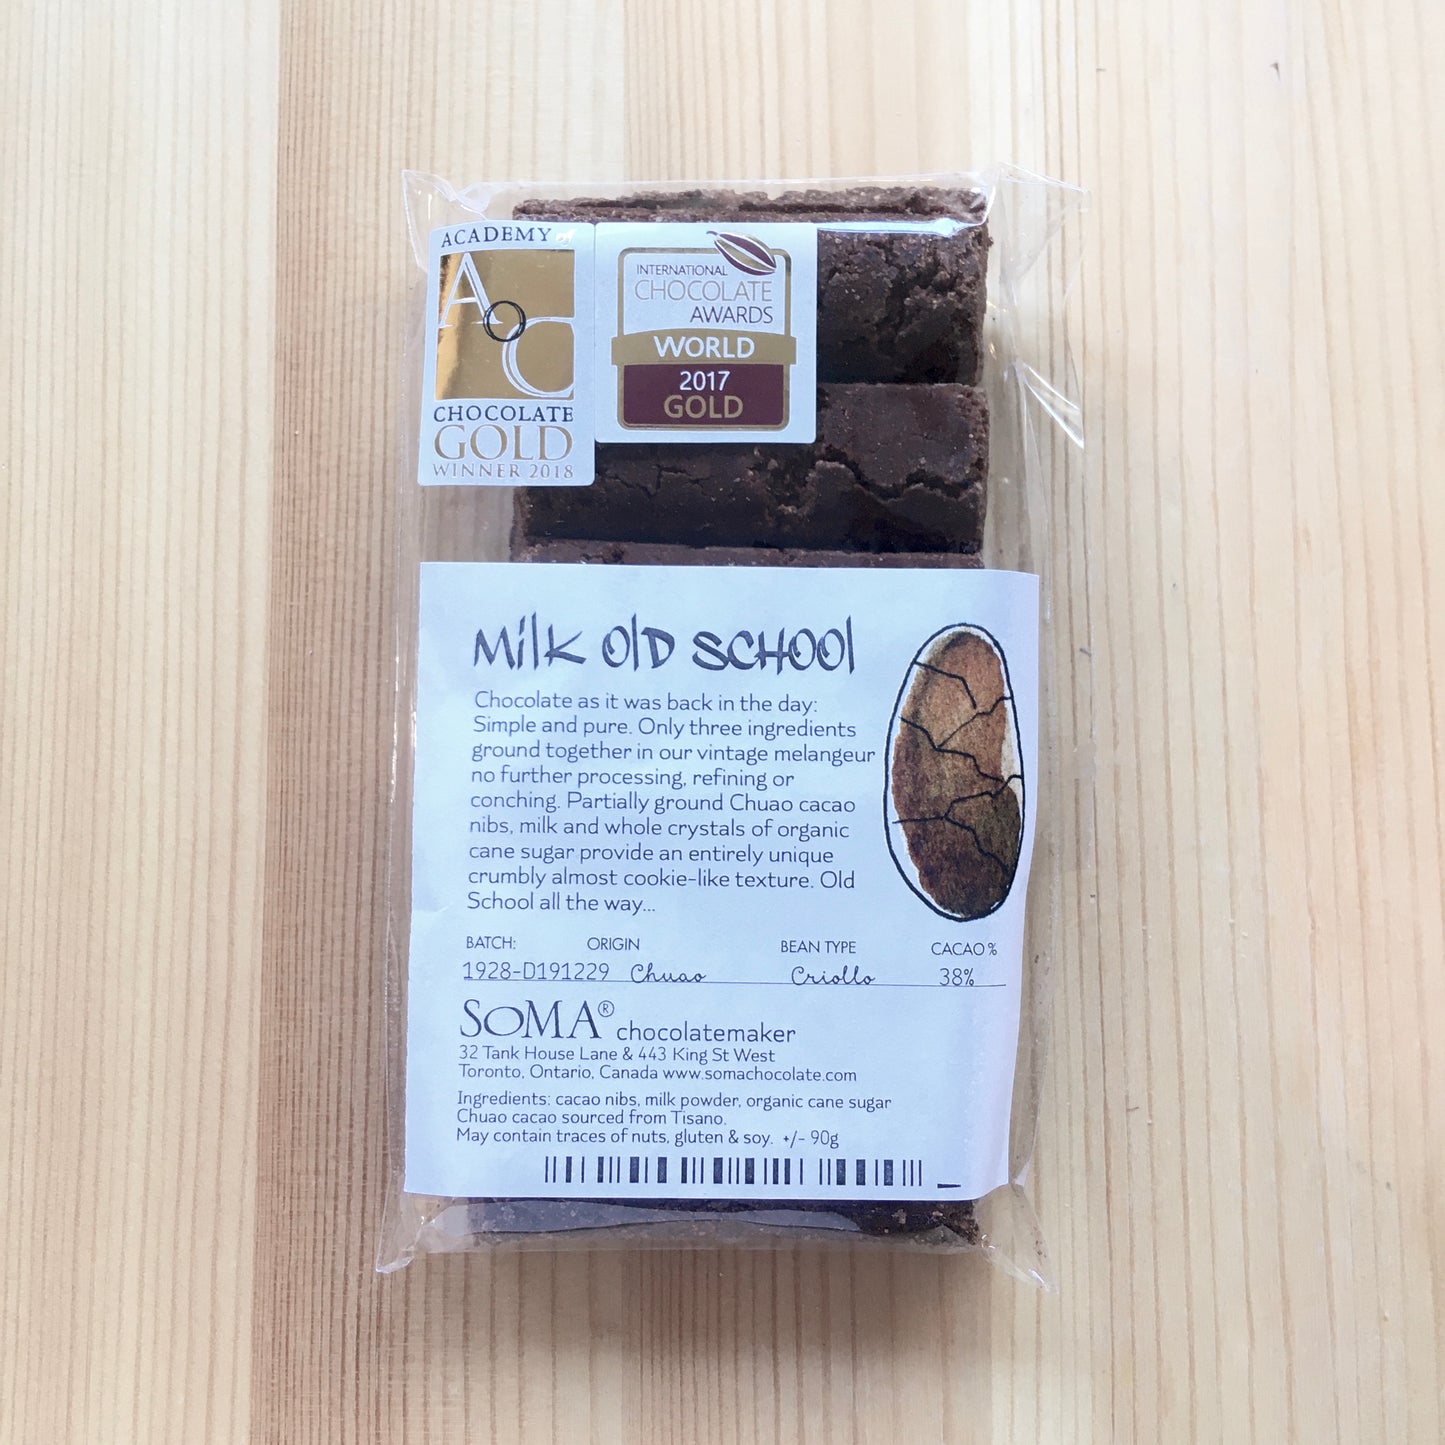 ACADEMY of
AOC
CHOCOLATE
GOLD
WINNER 2018
INTERNATIONAL
CHOCOLATE
AWARDS
WORLD
2017
GOLD
Milk Old SCHOOl
Chocolate as it was back in the day:
Simple and pure. Only three ingredients
ground together in our vintage melangeur
no further processing, refining or
conching. Partially ground Chuao cacao
nibs, milk and whole crystals of organic
cane sugar provide an entirely unique
crumbly almost cookie-like texture. Old
School all the way...
BATCH: ORIGIN BEAN TYPE CACAO %
1928-D191229 Chuao Criollo 38%
SOMA® chocolatemaker
32 Tank House Lane & 443 King St West
Toronto, Ontario, Canada www.somachocolate.com
Ingredients: cacao nibs, milk powder, organic cane sugar
Chuao cacao sourced from Tisano.
May contain traces of nuts, gluten & soy. +/- 90g